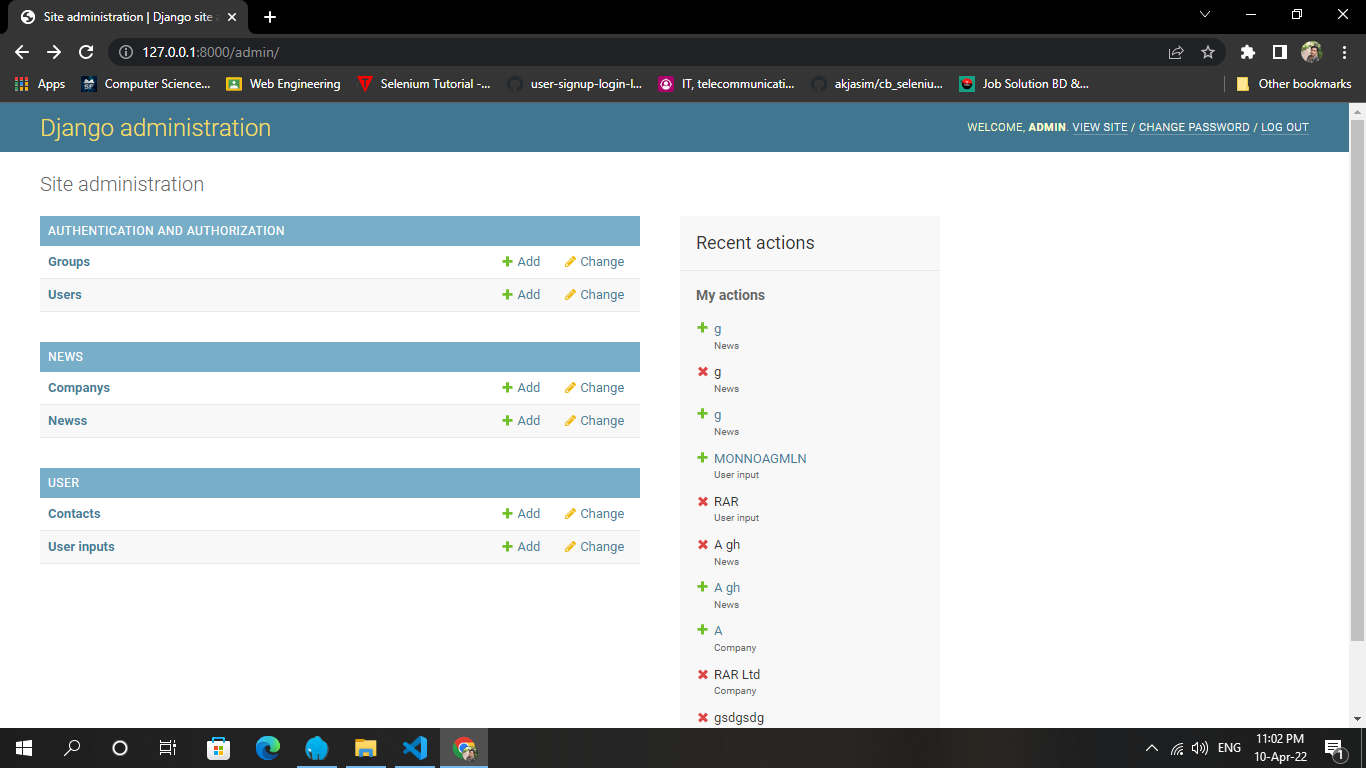 Site administration | Django site a
127.0.0.1:8000/admin/
Apps
Computer Science...
Web Engineering
Selenium Tutorial -...
user-signup-login-l...
IT, telecommunicati...
akjasim/cb_seleniu...
Job Solution BD &...
Other bookmarks
Django administration
WELCOME, ADMIN. VIEW SITE / CHANGE PASSWORD / LOG OUT
Site administration
AUTHENTICATION AND AUTHORIZATION
Groups Add Change
Users Add Change
NEWS
Companys Add Change
Newss Add Change
USER
Contacts Add Change
User inputs Add Change
Recent actions
My actions
g
News
g
News
g
News
MONNOAGMLN
User input
RAR
User input
A gh
News
A gh
News
A
Company
RAR Ltd
Company
gsdgsdg
ENG
11:02 PM
10-Apr-22
1